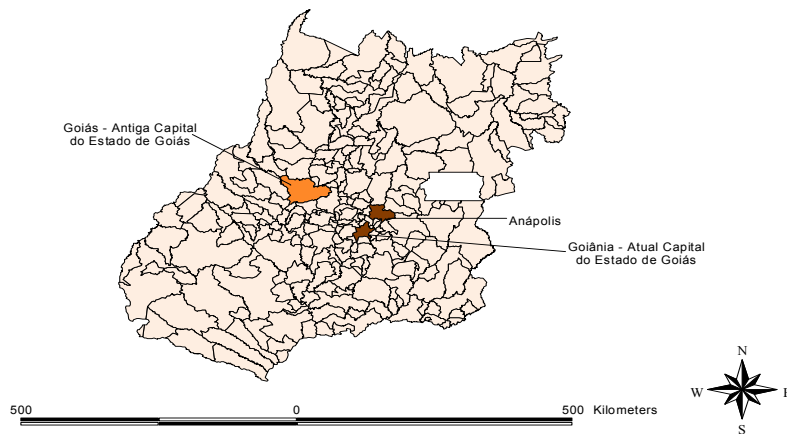 Goiás - Antiga Capital
do Estado de Goiás
Anápolis
Goiânia - Atual Capital
do Estado de Goiás
N
W
E
S
500
0
500 Kilometers